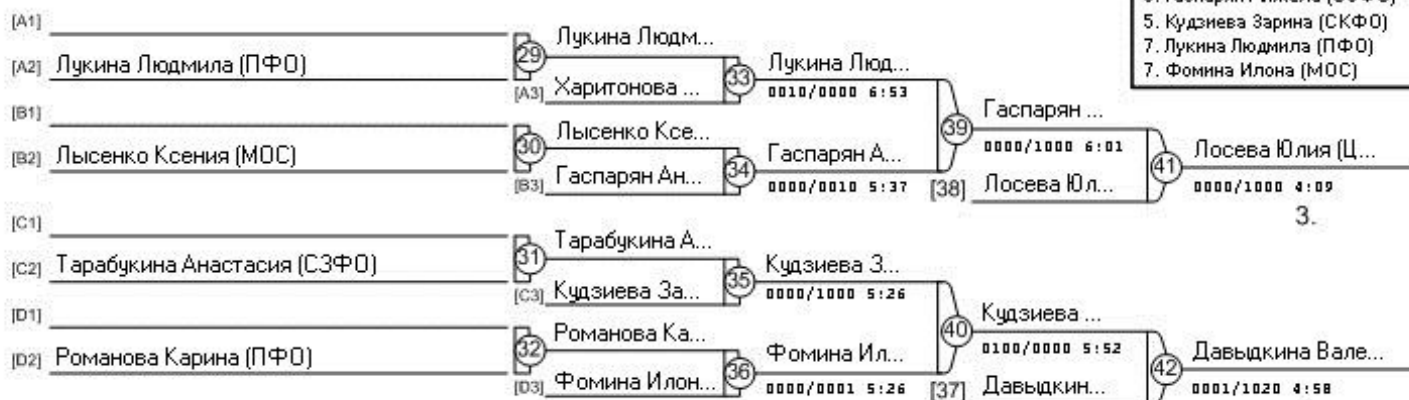 5. Кудзиева Зарина (СКФО)
7. Лукина Людмила (ПФО)
7. Фомина Илона (МОС)
[A1]
[A2] Лукина Людмила (ПФО)
29
Лукина Людм...
[A3] Харитонова ...
33
Лукина Люд...
0010/0000 6:53
[B1]
[B2] Лысенко Ксения (МОС)
30
Лысенко Ксе...
[B3] Гаспарян Ан...
34
Гаспарян А...
0000/0010 5:37
39
Гаспарян ...
0000/1000 6:01
[38] Лосева Юл...
41
Лосева Юлия (Ц...
0000/1000 4:09
3.
[C1]
[C2] Тарабукина Анастасия (СЗФО)
31
Тарабукина А...
[C3] Кудзиева За...
35
Кудзиева З...
0000/1000 5:26
[D1]
[D2] Романова Карина (ПФО)
32
Романова Ка...
[D3] Фомина Илон...
36
Фомина Ил...
0000/0001 5:26
40
Кудзиева ...
0100/0000 5:52
[37] Давыдкин...
42
Давыдкина Вале...
0001/1020 4:58